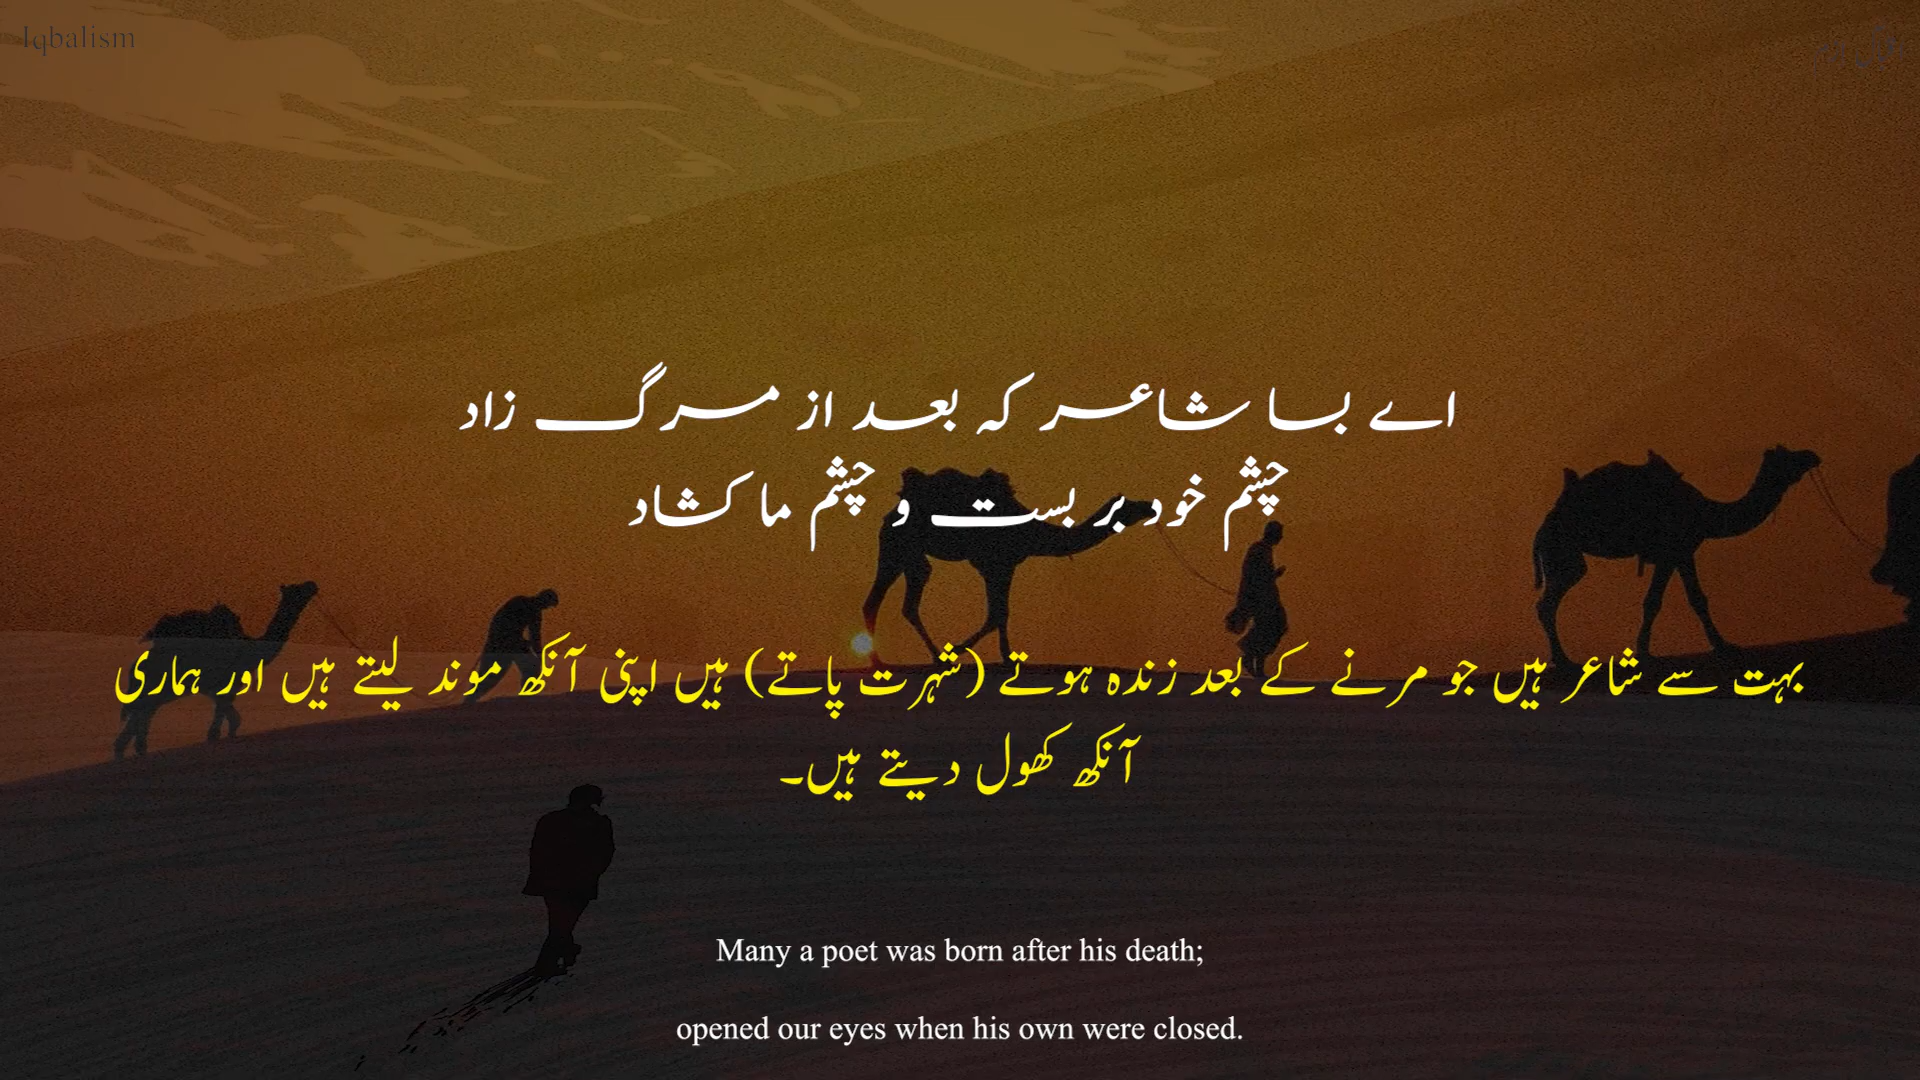 Iqbalism
اے بسا شاعر کہ بعد از مرگ زاد
چشم خود بر بست و چشم ما کشاد
بہت سے شاعر ہیں جو مرنے کے بعد زندہ ہوتے (شہرت پاتے) ہیں اپنی آنکھ موند لیتے ہیں اور ہماری
آنکھ کھول دیتے ہیں۔
Many a poet was born after his death;
opened our eyes when his own were closed.